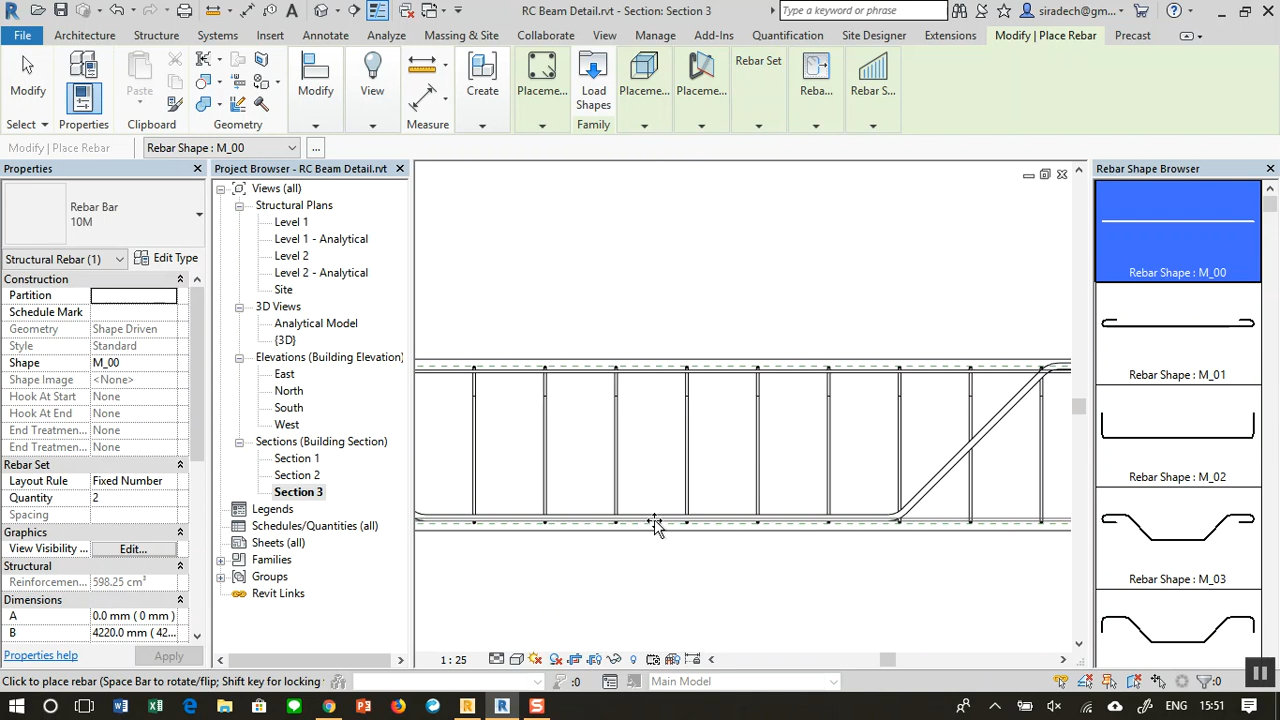 RC Beam Detail.rvt - Section: Section 3
Type a keyword or phrase
siradech@gm...
File
Architecture
Structure
Systems
Insert
Annotate
Analyze
Massing & Site
Collaborate
View
Manage
Add-Ins
Quantification
Site Designer
Extensions
Modify | Place Rebar
Precast
Modify
Paste
Modify
View
Create
Placeme...
Load
Shapes
Placeme...
Placeme...
Rebar Set
Reba...
Rebar S...
Select
Properties
Clipboard
Geometry
Measure
Family
Modify | Place Rebar
Rebar Shape : M_00
...
Properties
Project Browser - RC Beam Detail.rvt
Rebar Shape Browser
Rebar Bar
10M
Structural Rebar (1)
Edit Type
Construction
Partition
Schedule Mark
Geometry Shape Driven
Style Standard
Shape M_00
Shape Image <None>
Hook At Start None
Hook At End None
End Treatmen... None
End Treatmen... None
Rebar Set
Layout Rule Fixed Number
Quantity 2
Spacing
Graphics
View Visibility ... Edit...
Structural
Reinforcemen... 598.25 cm³
Dimensions
A 0.0 mm ( 0 mm )
B 4220.0 mm ( 42...
Properties help
Apply
Views (all)
Structural Plans
Level 1
Level 1 - Analytical
Level 2
Level 2 - Analytical
Site
3D Views
Analytical Model
{3D}
Elevations (Building Elevation)
East
North
South
West
Sections (Building Section)
Section 1
Section 2
Section 3
Legends
Schedules/Quantities (all)
Sheets (all)
Families
Groups
Revit Links
Rebar Shape : M_00
Rebar Shape : M_01
Rebar Shape : M_02
Rebar Shape : M_03
1 : 25
Click to place rebar (Space Bar to rotate/flip; Shift key for locking
:0
Main Model
:0
ENG
15:51